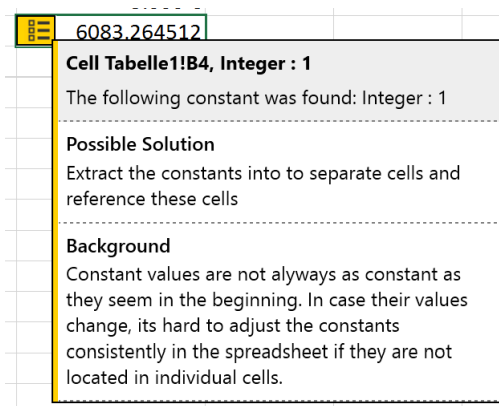 6083.264512
Cell Tabelle1!B4, Integer : 1
The following constant was found: Integer : 1
Possible Solution
Extract the constants into to separate cells and
reference these cells
Background
Constant values are not alyways as constant as
they seem in the beginning. In case their values
change, its hard to adjust the constants
consistently in the spreadsheet if they are not
located in individual cells.